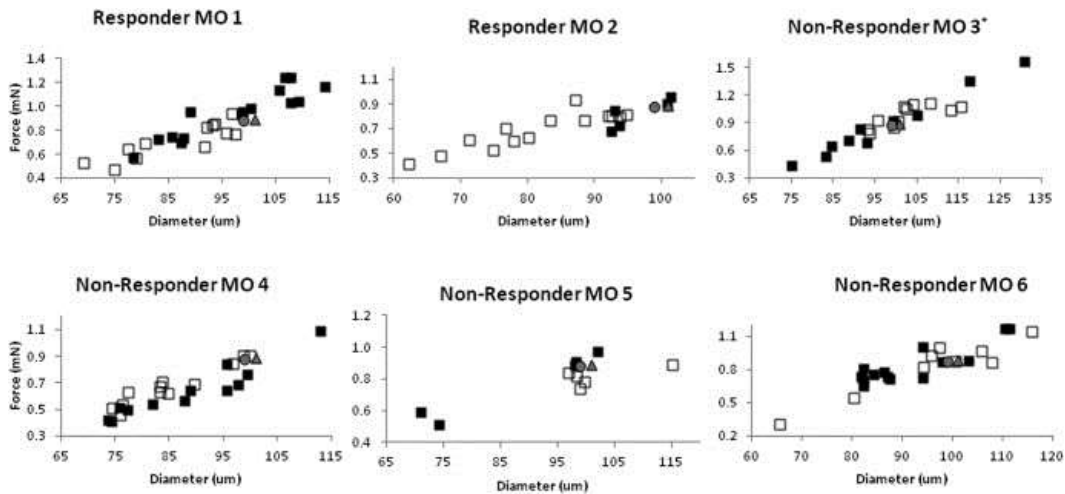 Responder MO 1
Force (mN)
1.4
1.2
1.0
0.8
0.6
0.4
65 75 85 95 105 115
Diameter (um)
Responder MO 2
1.1
0.9
0.7
0.5
0.3
60 70 80 90 100
Diameter (um)
Non-Responder MO 3*
1.5
1.2
0.9
0.6
0.3
65 75 85 95 105 115 125 135
Diameter (um)
Non-Responder MO 4
Force (mN)
1.1
0.9
0.7
0.5
0.3
65 75 85 95 105 115
Diameter (um)
Non-Responder MO 5
1.2
1.0
0.8
0.6
0.4
65 75 85 95 105 115
Diameter (um)
Non-Responder MO 6
1.1
0.8
0.5
0.2
60 70 80 90 100 110 120
Diameter (um)